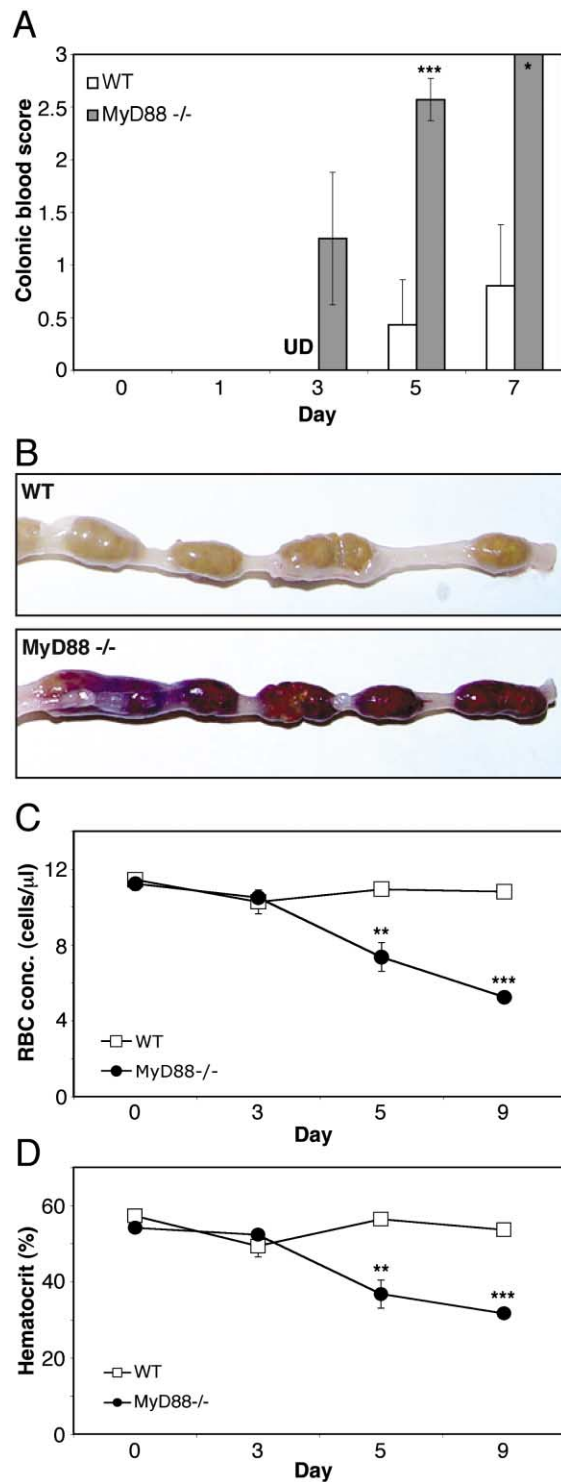 A
3
2.5
2
1.5
1
0.5
0
Colonic blood score
WT
MyD88 -/-
UD
***
*
0 1 3 5 7
Day
B
WT
MyD88 -/-
C
12
8
4
0
RBC conc. (cells/µl)
**
***
WT
MyD88-/-
0 3 5 9
Day
D
60
40
20
0
Hematocrit (%)
**
***
WT
MyD88-/-
0 3 5 9
Day